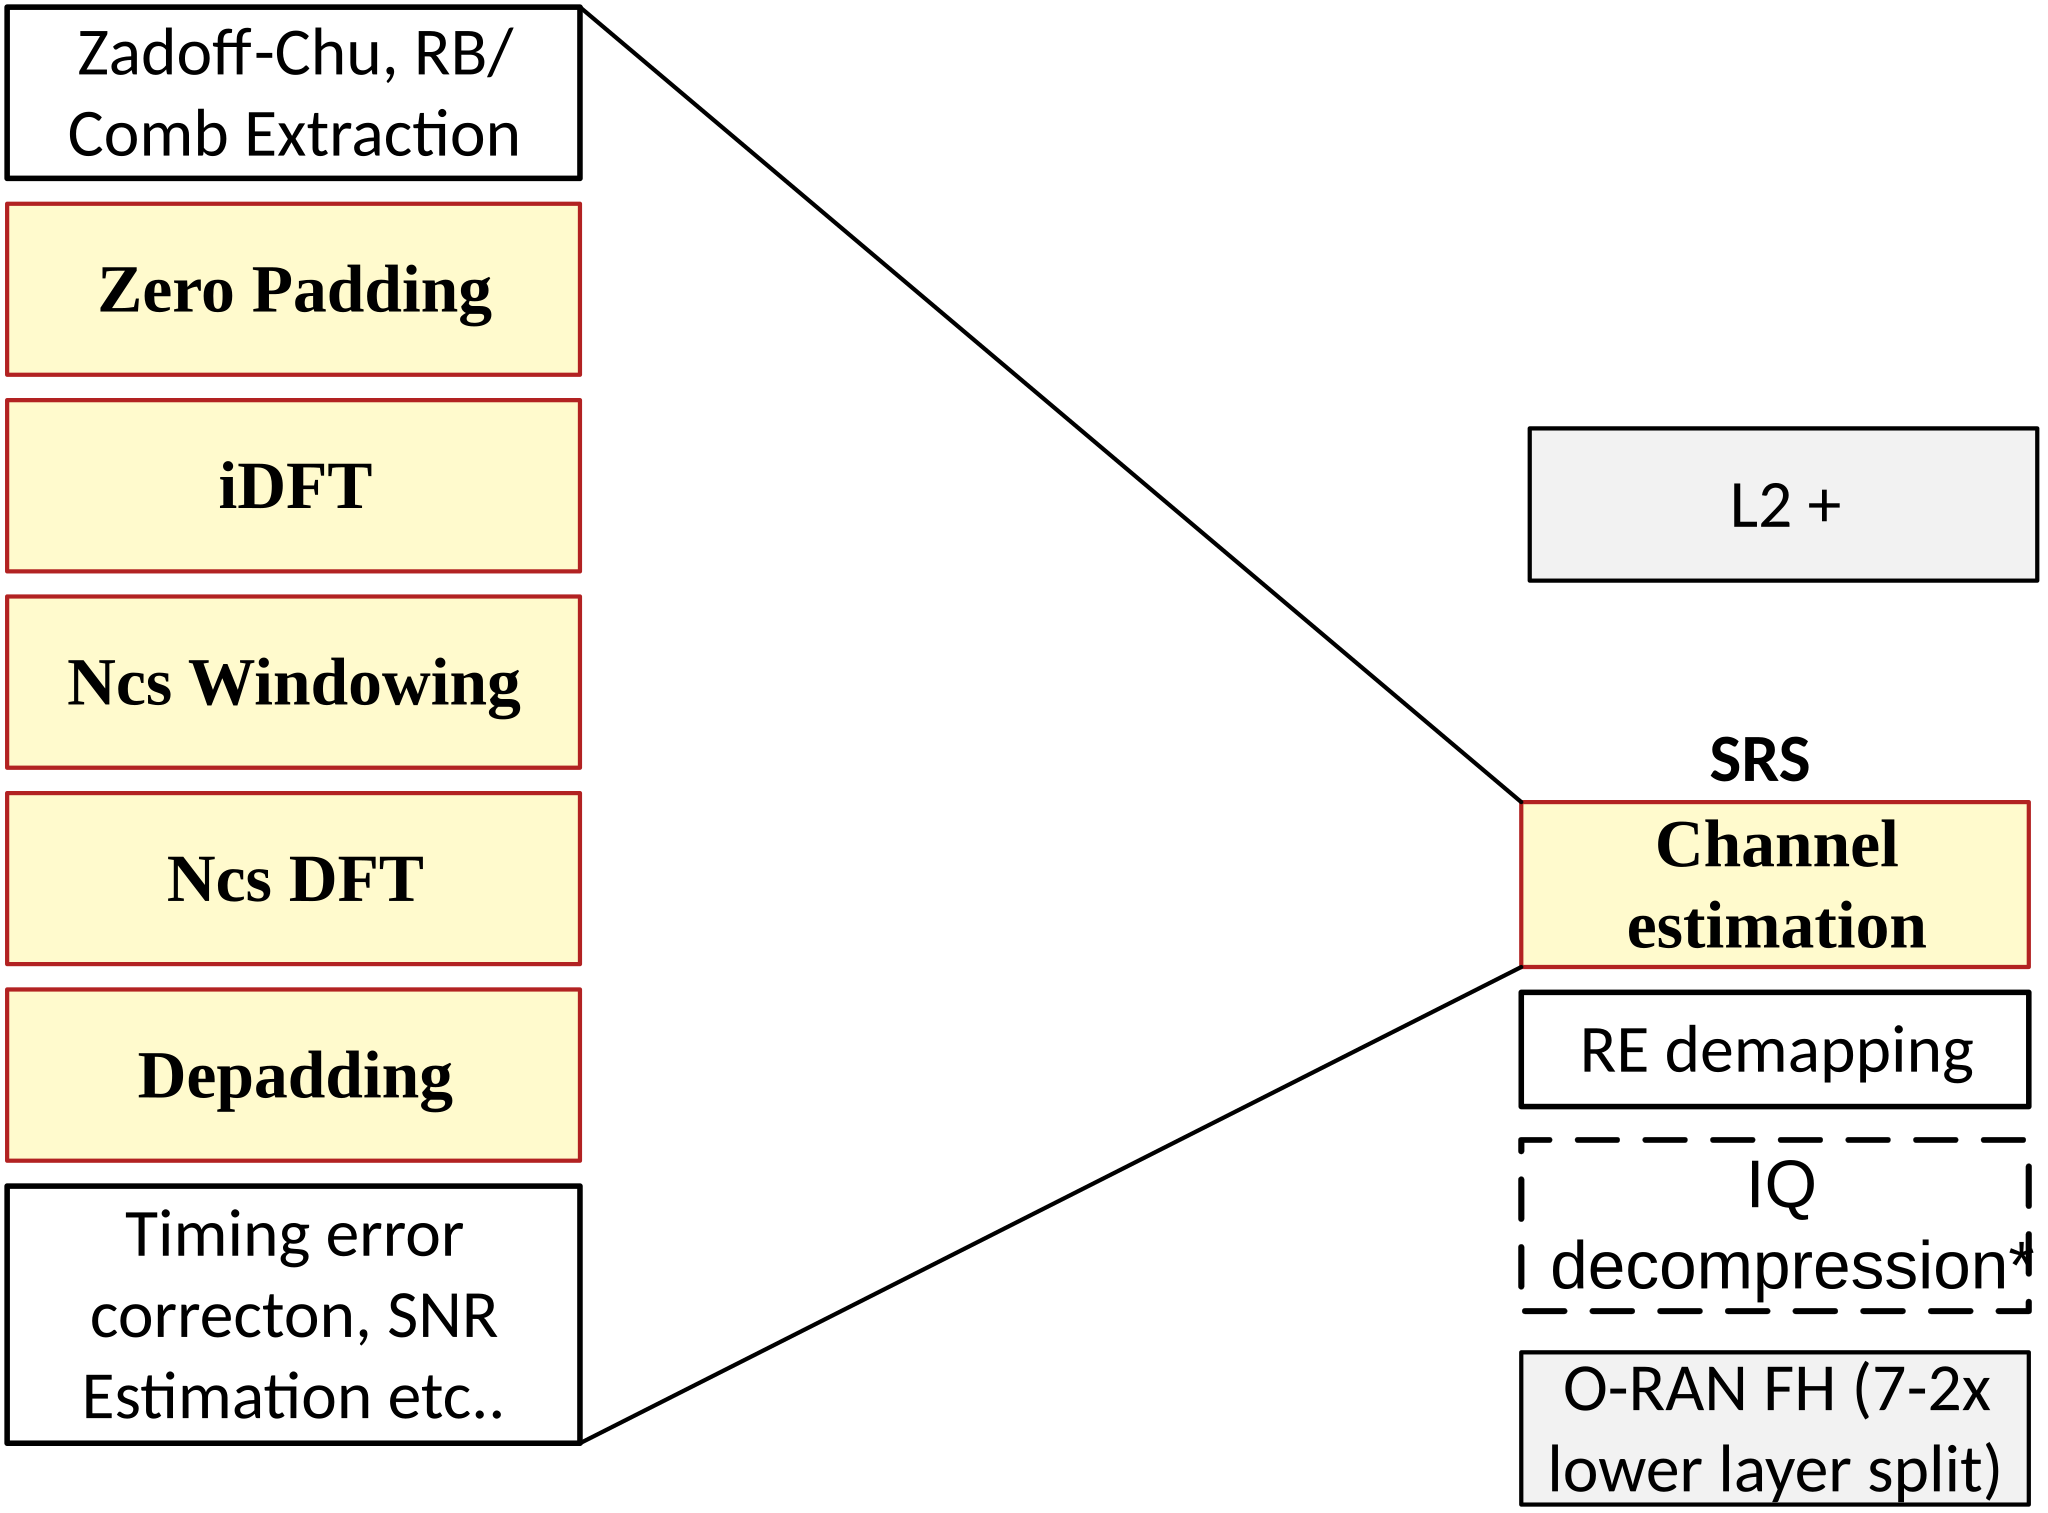 Zadoff-Chu, RB/
Comb Extraction
Zero Padding
iDFT
Ncs Windowing
Ncs DFT
Depadding
Timing error
correcton, SNR
Estimation etc..
L2 +
SRS
Channel
estimation
RE demapping
IQ
decompression*
O-RAN FH (7-2x
lower layer split)